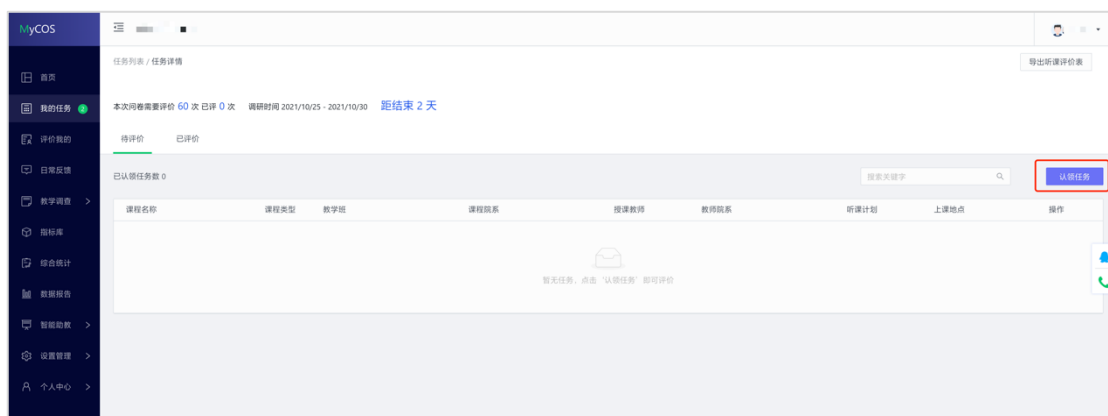 MyCOS
任务列表 / 任务详情
导出听课评价表
首页
我的任务 2
评价我的
日常反馈
教学调查
指标库
综合统计
数据报告
智能助教
设置管理
个人中心
本次问卷需要评价 60 次 已评 0 次 调研时间 2021/10/25 - 2021/10/30 距结束 2 天
待评价 已评价
已认领任务数 0 搜索关键字 认领任务
课程名称 课程类型 教学班 课程院系 授课教师 教师院系 听课计划 上课地点 操作
暂无任务，点击‘认领任务’即可评价